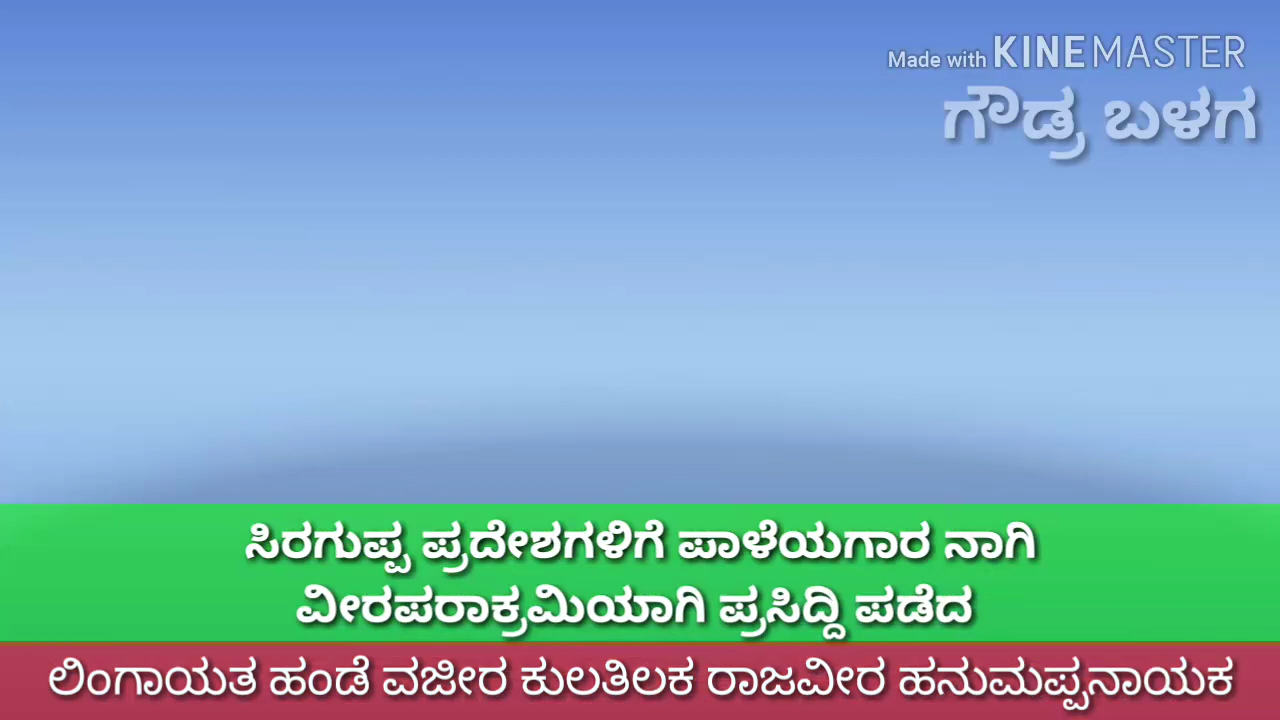 Made with KINEMASTER
ಗೌಡ್ರ ಬಳಗ
ಸಿರಗುಪ್ಪ ಪ್ರದೇಶಗಳಿಗೆ ಪಾಳೆಯಗಾರ ನಾಗಿ
ವೀರಪರಾಕ್ರಮಿಯಾಗಿ ಪ್ರಸಿದ್ದಿ ಪಡೆದ
ಲಿಂಗಾಯತ ಹಂಡೆ ವಜೀರ ಕುಲತಿಲಕ ರಾಜವೀರ ಹನುಮಪ್ಪನಾಯಕ